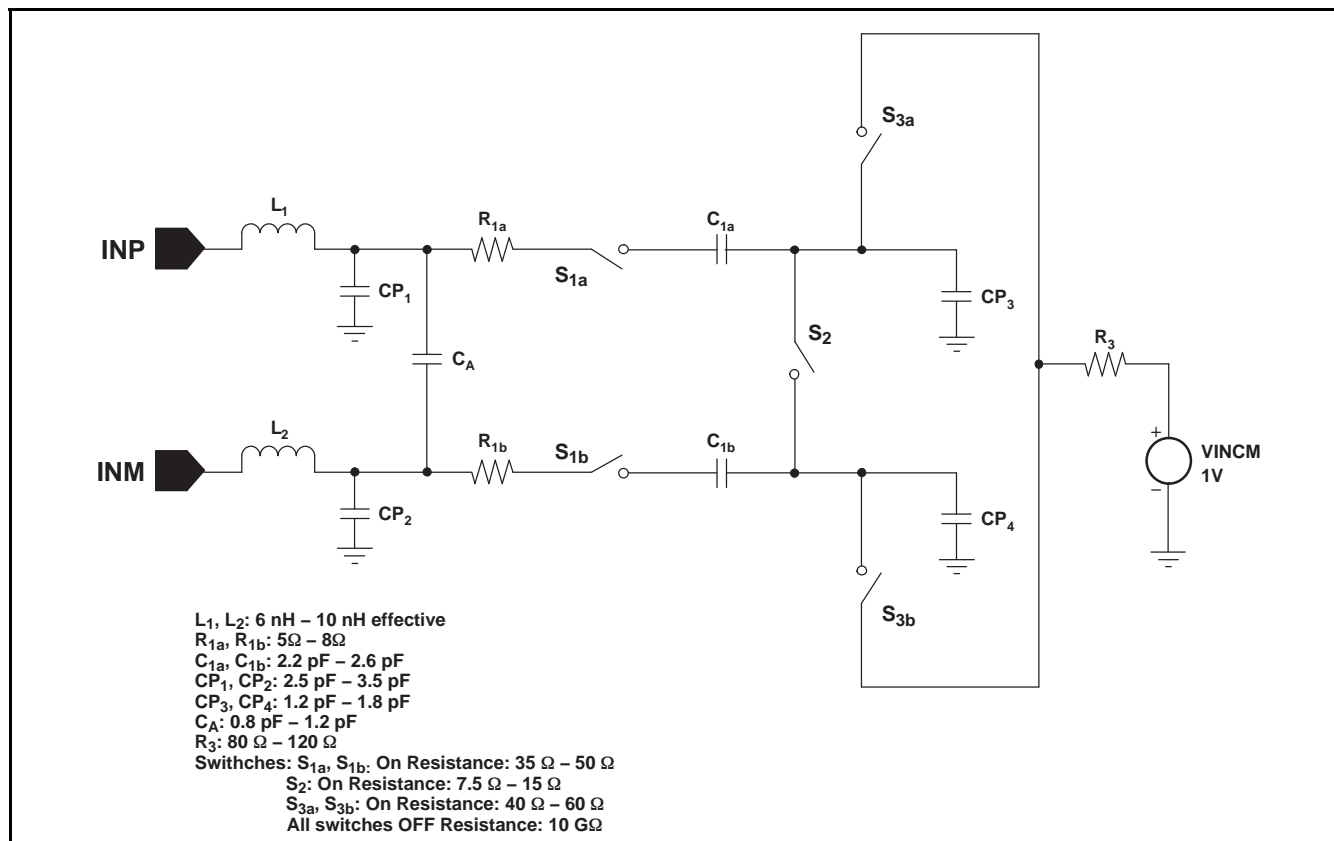 S3a
L1
R1a
C1a
INP
S1a
CP1
CP3
S2
R3
CA
L2
R1b
C1b
S1b
INM
+
VINCM
1V
–
CP2
CP4
S3b
L1, L2: 6 nH – 10 nH effective
R1a, R1b: 5Ω – 8Ω
C1a, C1b: 2.2 pF – 2.6 pF
CP1, CP2: 2.5 pF – 3.5 pF
CP3, CP4: 1.2 pF – 1.8 pF
CA: 0.8 pF – 1.2 pF
R3: 80 Ω – 120 Ω
Swithches: S1a, S1b: On Resistance: 35 Ω – 50 Ω
S2: On Resistance: 7.5 Ω – 15 Ω
S3a, S3b: On Resistance: 40 Ω – 60 Ω
All switches OFF Resistance: 10 GΩ